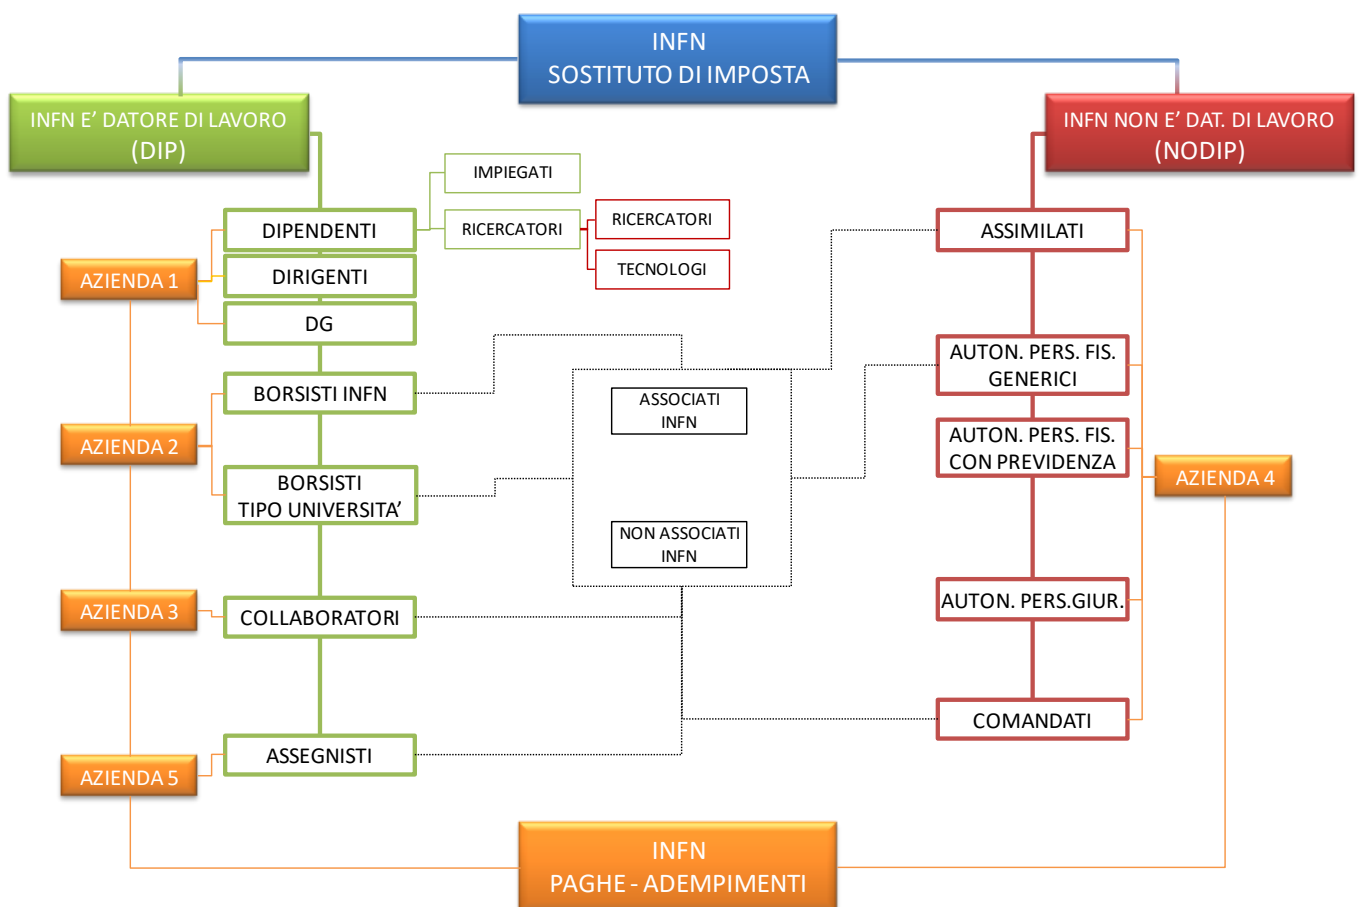 INFN
SOSTITUTO DI IMPOSTA
INFN E' DATORE DI LAVORO
(DIP)
INFN NON E' DAT. DI LAVORO
(NODIP)
IMPIEGATI
DIPENDENTI
RICERCATORI
RICERCATORI
TECNOLOGI
ASSIMILATI
AZIENDA 1
DIRIGENTI
DG
BORSISTI INFN
ASSOCIATI
INFN
AUTON. PERS. FIS.
GENERICI
AZIENDA 2
AUTON. PERS. FIS.
CON PREVIDENZA
AZIENDA 4
BORSISTI
TIPO UNIVERSITA’
NON ASSOCIATI
INFN
AZIENDA 3
COLLABORATORI
AUTON. PERS.GIUR.
COMANDATI
ASSEGNISTI
AZIENDA 5
INFN
PAGHE - ADEMPIMENTI